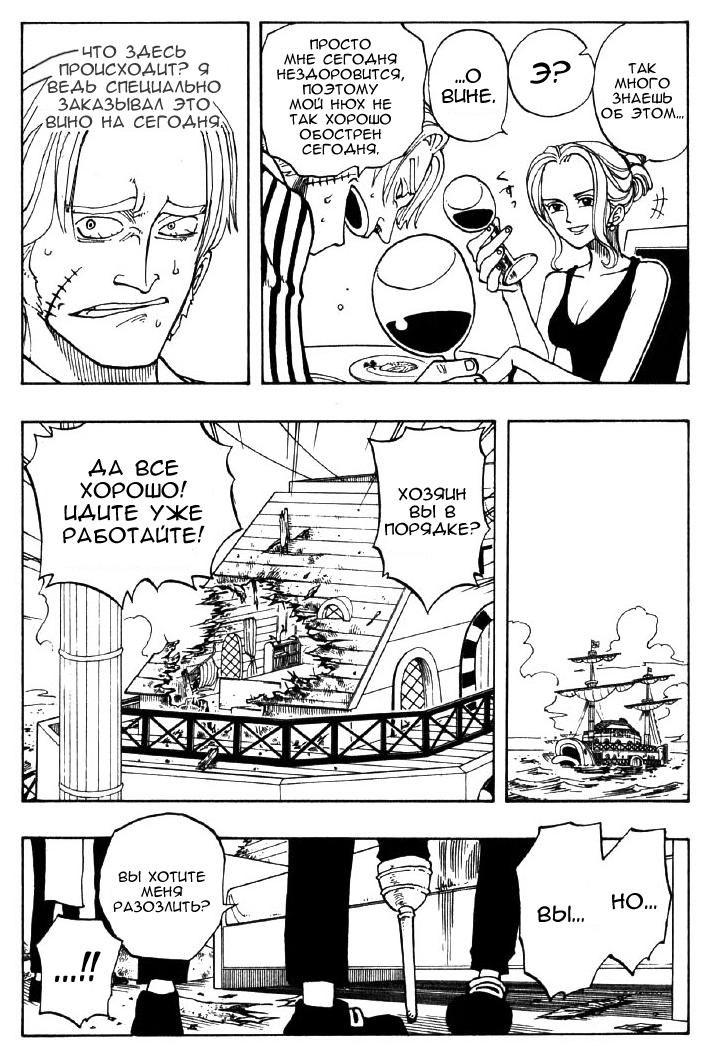 ТАК
МНОГО
ЗНАЕШЬ
ОБ ЭТОМ...
Э?
...О
ВИНЕ.
ПРОСТО
МНЕ СЕГОДНЯ
НЕЗДОРОВИТСЯ,
ПОЭТОМУ
МОЙ НЮХ НЕ
ТАК ХОРОШО
ОБОСТРЕН
СЕГОДНЯ.
ЧТО ЗДЕСЬ
ПРОИСХОДИТ? Я
ВЕДЬ СПЕЦИАЛЬНО
ЗАКАЗЫВАЛ ЭТО
ВИНО НА СЕГОДНЯ.
ХОЗЯИН
ВЫ В
ПОРЯДКЕ?
ДА ВСЕ
ХОРОШО!
ИДИТЕ УЖЕ
РАБОТАЙТЕ!
НО...
ВЫ...
ВЫ ХОТИТЕ
МЕНЯ
РАЗОЗЛИТЬ?
....!!